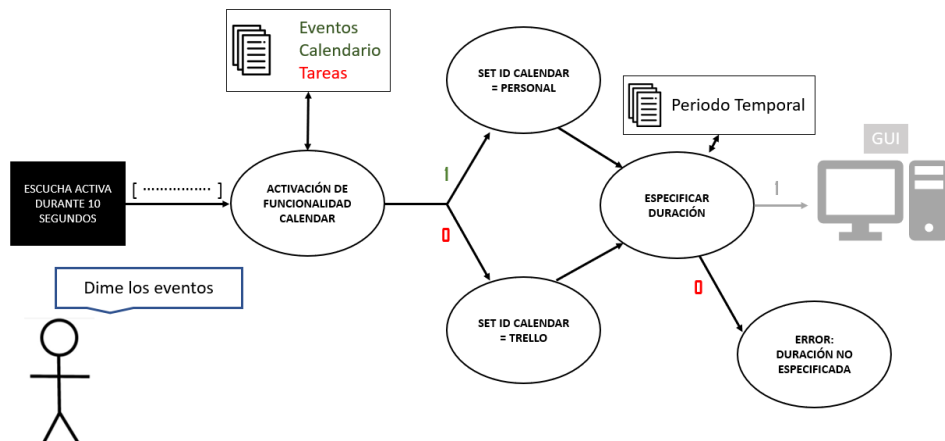 Eventos
Calendario
Tareas
SET ID CALENDAR
= PERSONAL
Periodo Temporal
GUI
ESCUCHA ACTIVA
DURANTE 10
SEGUNDOS
[ ............... ]
ACTIVACIÓN DE
FUNCIONALIDAD
CALENDAR
1
0
ESPECIFICAR
DURACIÓN
1
0
Dime los eventos
SET ID CALENDAR
= TRELLO
ERROR:
DURACIÓN NO
ESPECIFICADA